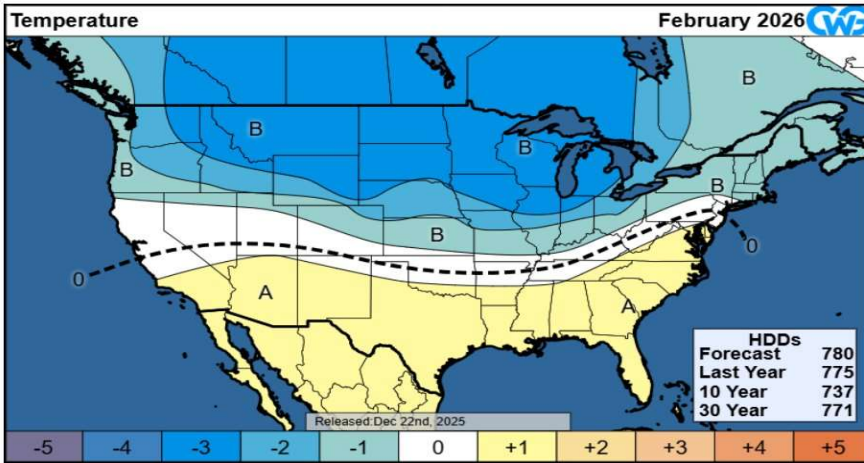 Temperature
February 2026 CWG
B
B
B
B
B
B
0
0
A
A
HDDs
Forecast 780
Last Year 775
10 Year 737
30 Year 771
Released:Dec 22nd, 2025
-5 -4 -3 -2 -1 0 +1 +2 +3 +4 +5